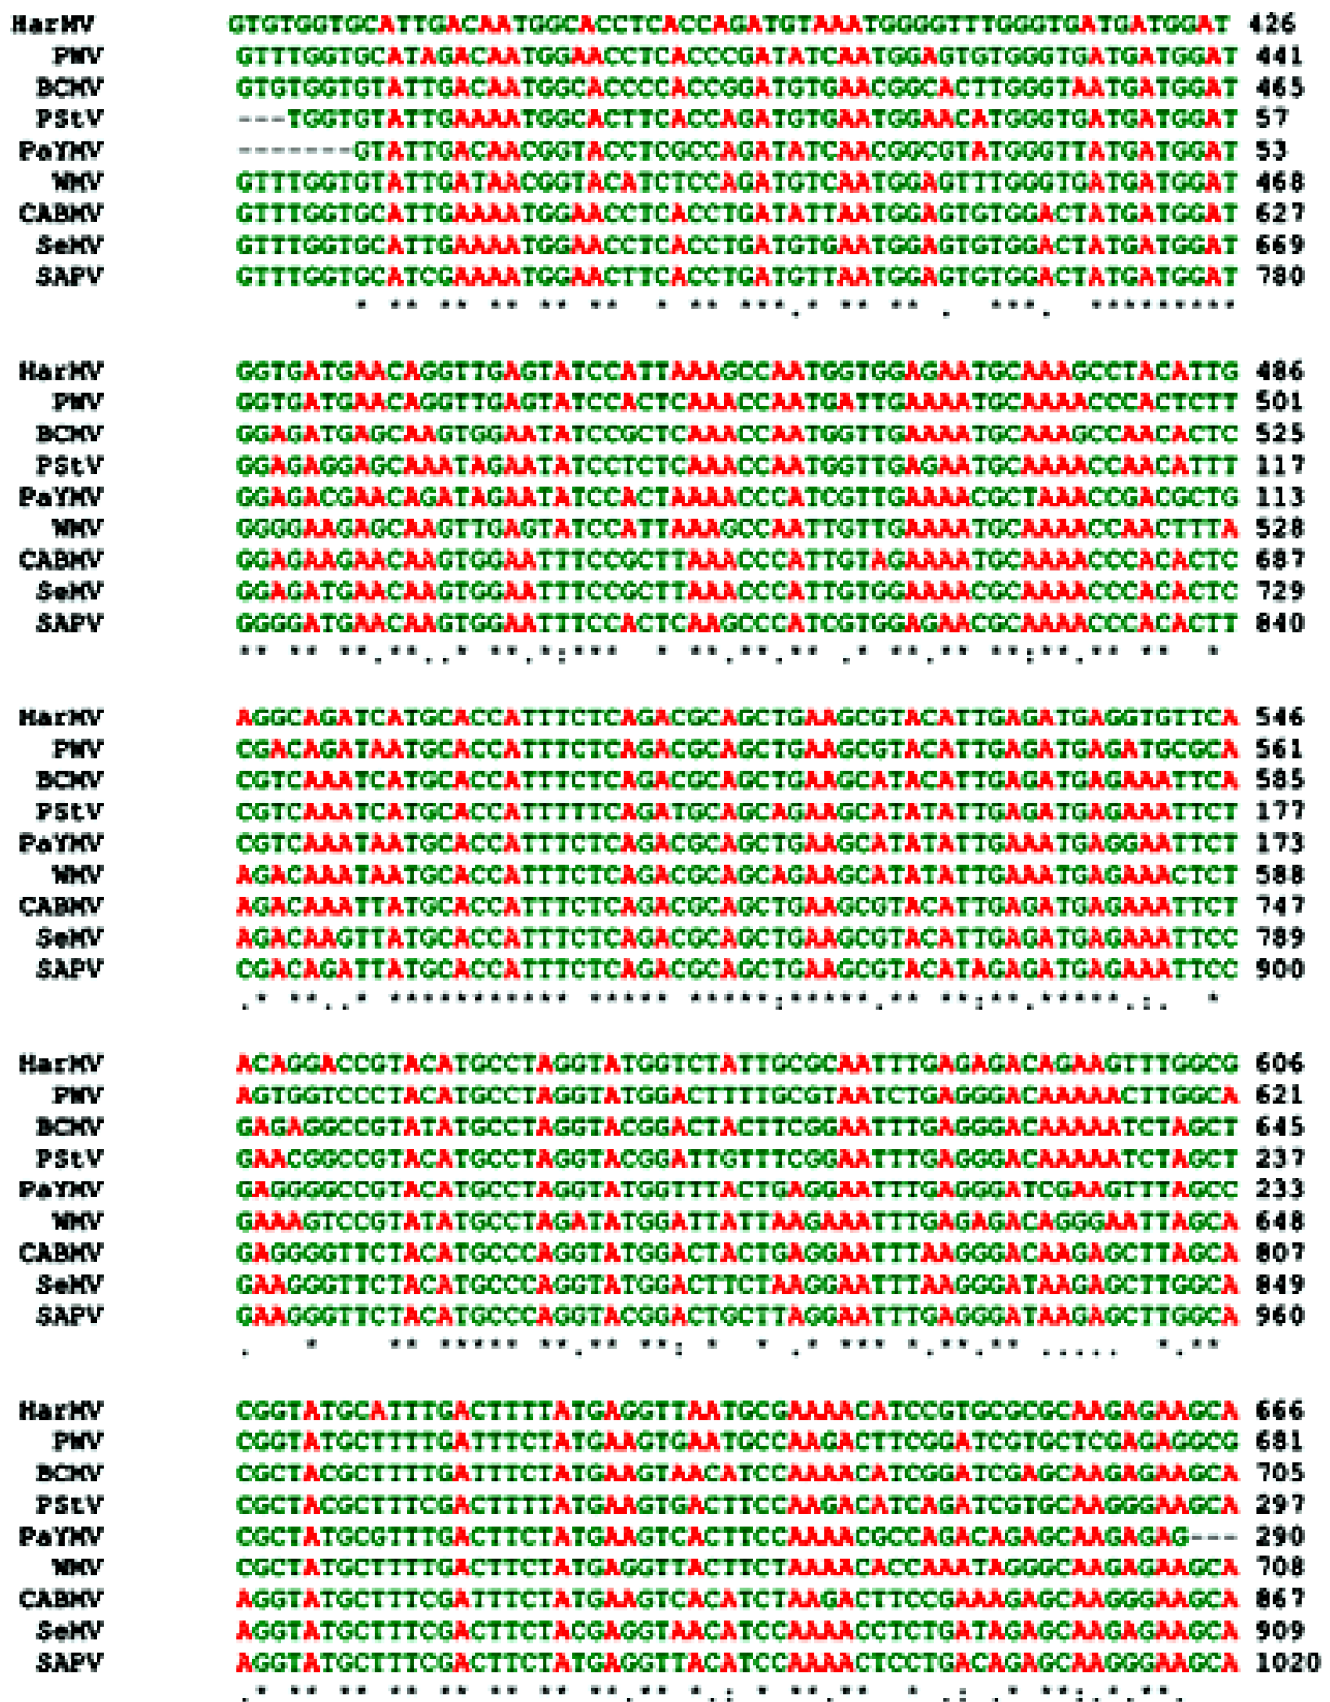 HarMV GTGTGGTGCATTGACAATGGCACCTCACCAGATGTAAATGGGGTTTGGGTGATGATGGAT 426
PWV GTTTGGTGCATAGACAATGGAACCTCACCCGATATCAATGGAGTGTGGGTGATGATGGAT 441
BCMV GTGTGGTGTATTGACAATGGCACCCCACCGGATGTGAACGGCACTTGGGTAATGATGGAT 465
PStV ---TGGTGTATTGAAAATGGCACTTCACCAGATGTGAATGGAACATGGGTGATGATGGAT 57
PaYMV -------GTATTGACAACGGTACCTCGCCAGATATCAACGGCGTATGGGTTATGATGGAT 53
WMV GTTTGGTGTATTGATAACGGTACATCTCCAGATGTCAATGGAGTTTGGGTGATGATGGAT 468
CABMV GTTTGGTGCATTGAAAATGGAACCTCACCTGATATTAATGGAGTGTGGACTATGATGGAT 627
SeMV GTTTGGTGCATTGAAAATGGAACCTCACCTGATGTGAATGGAGTGTGGACTATGATGGAT 669
SAPV GTTTGGTGCATCGAAAATGGAACTTCACCTGATGTTAATGGAGTGTGGACTATGATGGAT 780
* ** ** ** ** **  * ** ***.* ** ** .  ***.  *********
HarMV GGTGATGAACAGGTTGAGTATCCATTAAAGCCAATGGTGGAGAATGCAAAGCCTACATTG 486
PWV GGTGATGAACAGGTTGAGTATCCACTCAAACCAATGATTGAAAATGCAAAACCCACTCTT 501
BCMV GGAGATGAGCAAGTGGAATATCCGCTCAAACCAATGGTTGAAAATGCAAAGCCAACACTC 525
PStV GGAGAGGAGCAAATAGAATATCCTCTCAAACCAATGGTTGAGAATGCAAAACCAACATTT 117
PaYMV GGAGACGAACAGATAGAATATCCACTAAAACCCATCGTTGAAAACGCTAAACCGACGCTG 113
WMV GGGGAAGAGCAAGTTGAGTATCCATTAAAGCCAATTGTTGAAAATGCAAAACCAACTTTA 528
CABMV GGAGAAGAACAAGTGGAATTTCCGCTTAAACCCATTGTAGAAAATGCAAAACCCACACTC 687
SeMV GGAGATGAACAAGTGGAATTTCCGCTTAAACCCATTGTGGAAAACGCAAAACCCACACTC 729
SAPV GGGGATGAACAAGTGGAATTTCCACTCAAGCCCATCGTGGAGAACGCAAAACCCACACTT 840
** ** **.**..* **.*:***  * **.**.** .* **.** **:**.** **  *
HarMV AGGCAGATCATGCACCATTTCTCAGACGCAGCTGAAGCGTACATTGAGATGAGGTGTTCA 546
PWV CGACAGATAATGCACCATTTCTCAGACGCAGCTGAAGCGTACATTGAGATGAGATGCGCA 561
BCMV CGTCAAATCATGCACCATTTCTCAGACGCAGCTGAAGCATACATTGAGATGAGAAATTCA 585
PStV CGTCAAATCATGCACCATTTTTCAGATGCAGCAGAAGCATATATTGAGATGAGAAATTCT 177
PaYMV CGTCAAATAATGCACCATTTCTCAGACGCAGCTGAAGCATATATTGAAATGAGGAATTCT 173
WMV AGACAAATAATGCACCATTTCTCAGACGCAGCAGAAGCATATATTGAAATGAGAAACTCT 588
CABMV AGACAAATTATGCACCATTTCTCAGACGCAGCTGAAGCGTACATTGAGATGAGAAATTCT 747
SeMV AGACAAGTTATGCACCATTTCTCAGACGCAGCTGAAGCGTACATTGAGATGAGAAATTCC 789
SAPV CGACAGATTATGCACCATTTCTCAGACGCAGCTGAAGCGTACATAGAGATGAGAAATTCC 900
.* **..* *********** ***** *****:*****.** **:**.*****.:.  *
HarMV ACAGGACCGTACATGCCTAGGTATGGTCTATTGCGCAATTTGAGAGACAGAAGTTTGGCG 606
PWV AGTGGTCCCTACATGCCTAGGTATGGACTTTTGCGTAATCTGAGGGACAAAAACTTGGCA 621
BCMV GAGAGGCCGTATATGCCTAGGTACGGACTACTTCGGAATTTGAGGGACAAAAATCTAGCT 645
PStV GAACGGCCGTACATGCCTAGGTACGGATTGTTTCGGAATTTGAGGGACAAAAATCTAGCT 237
PaYMV GAGGGGCCGTACATGCCTAGGTATGGTTTACTGAGGAATTTGAGGGATCGAAGTTTAGCC 233
WMV GAAAGTCCGTATATGCCTAGATATGGATTATTAAGAAATTTGAGAGACAGGGAATTAGCA 648
CABMV GAGGGGTTCTACATGCCCAGGTATGGACTACTGAGGAATTTAAGGGACAAGAGCTTAGCA 807
SeMV GAAGGGTTCTACATGCCCAGGTATGGACTTCTAAGGAATTTAAGGGATAAGAGCTTGGCA 849
SAPV GAAGGGTTCTACATGCCCAGGTACGGACTGCTTAGGAATTTGAGGGATAAGAGCTTGGCA 960
.   *    ** ***** **.** **: *  * .* *** *.**.** .....  *.**
HarMV CGGTATGCATTTGACTTTTATGAGGTTAATGCGAAAACATCCGTGCGCGCAAGAGAAGCA 666
PWV CGGTATGCTTTTGATTTCTATGAAGTGAATGCCAAGACTTCGGATCGTGCTCGAGAGGCG 681
BCMV CGCTACGCTTTTGATTTCTATGAAGTAACATCCAAAACATCGGATCGAGCAAGAGAAGCA 705
PStV CGCTACGCTTTCGACTTTTATGAAGTGACTTCCAAGACATCAGATCGTGCAAGGGAAGCA 297
PaYMV CGCTATGCGTTTGACTTCTATGAAGTCACTTCCAAAACGCCAGACAGAGCAAGAGAG--- 290
WMV CGCTATGCTTTTGACTTCTATGAGGTTACTTCTAAAACACCAAATAGGGCAAGAGAAGCA 708
CABMV AGGTATGCTTTCGATTTCTATGAAGTCACATCTAAGACTTCCGAAAGAGCAAGGGAAGCA 867
SeMV AGGTATGCTTTCGACTTCTACGAGGTAACATCCAAAACCTCTGATAGAGCAAGAGAAGCA 909
SAPV AGGTATGCTTTCGACTTCTATGAGGTTACATCCAAAACTCCTGACAGAGCAAGGGAAGCA 1020
.* ** ** ** ** ** ** **.** *.: * **.**  *  .: .* **:.**.**.